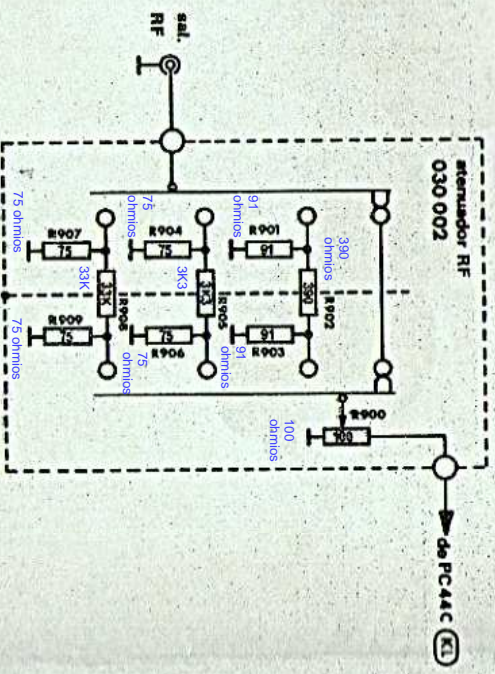 sal.
RF
atenuador RF
030 002
R907
75
75 ohmios
33K
33K
R908
R909
75
75 ohmios
R904
75
75
ohmios
3K3
3K3
R905
R906
75
75
ohmios
R901
91
91
ohmios
390
ohmios
390
R902
R903
91
91
ohmios
R900
100
100
ohmios
de PC44C
K1